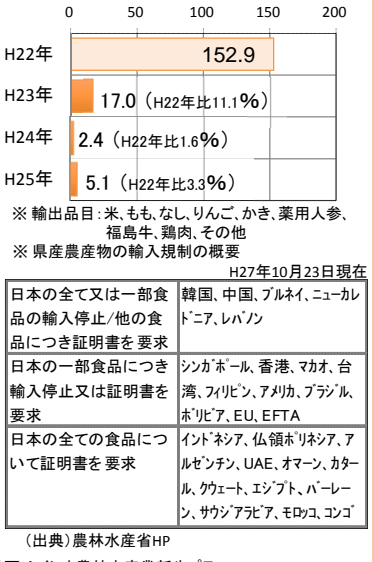 0 50 100 150 200
H22年 152.9
H23年 17.0（H22年比11.1%）
H24年 2.4（H22年比1.6%）
H25年 5.1（H22年比3.3%）
※ 輸出品目：米、もも、なし、りんご、かき、薬用人参、
福島牛、鶏肉、その他
※ 県産農産物の輸入規制の概要
H27年10月23日現在
日本の全て又は一部食
品の輸入停止/他の食
品につき証明書を要求
韓国、中国、ブルネイ、ニューカレ
ドニア、レバノン
日本の一部食品につき
輸入停止又は証明書を
要求
シンガポール、香港、マカオ、台
湾、フィリピン、アメリカ、ブラジル、
ボリビア、EU、EFTA
日本の全ての食品につ
いて証明書を要求
インドネシア、仏領ポリネシア、ア
ルゼンチン、UAE、オマーン、カター
ル、クウェート、エジプト、バーレー
ン、サウジアラビア、モロッコ、コンゴ
（出典）農林水産省HP